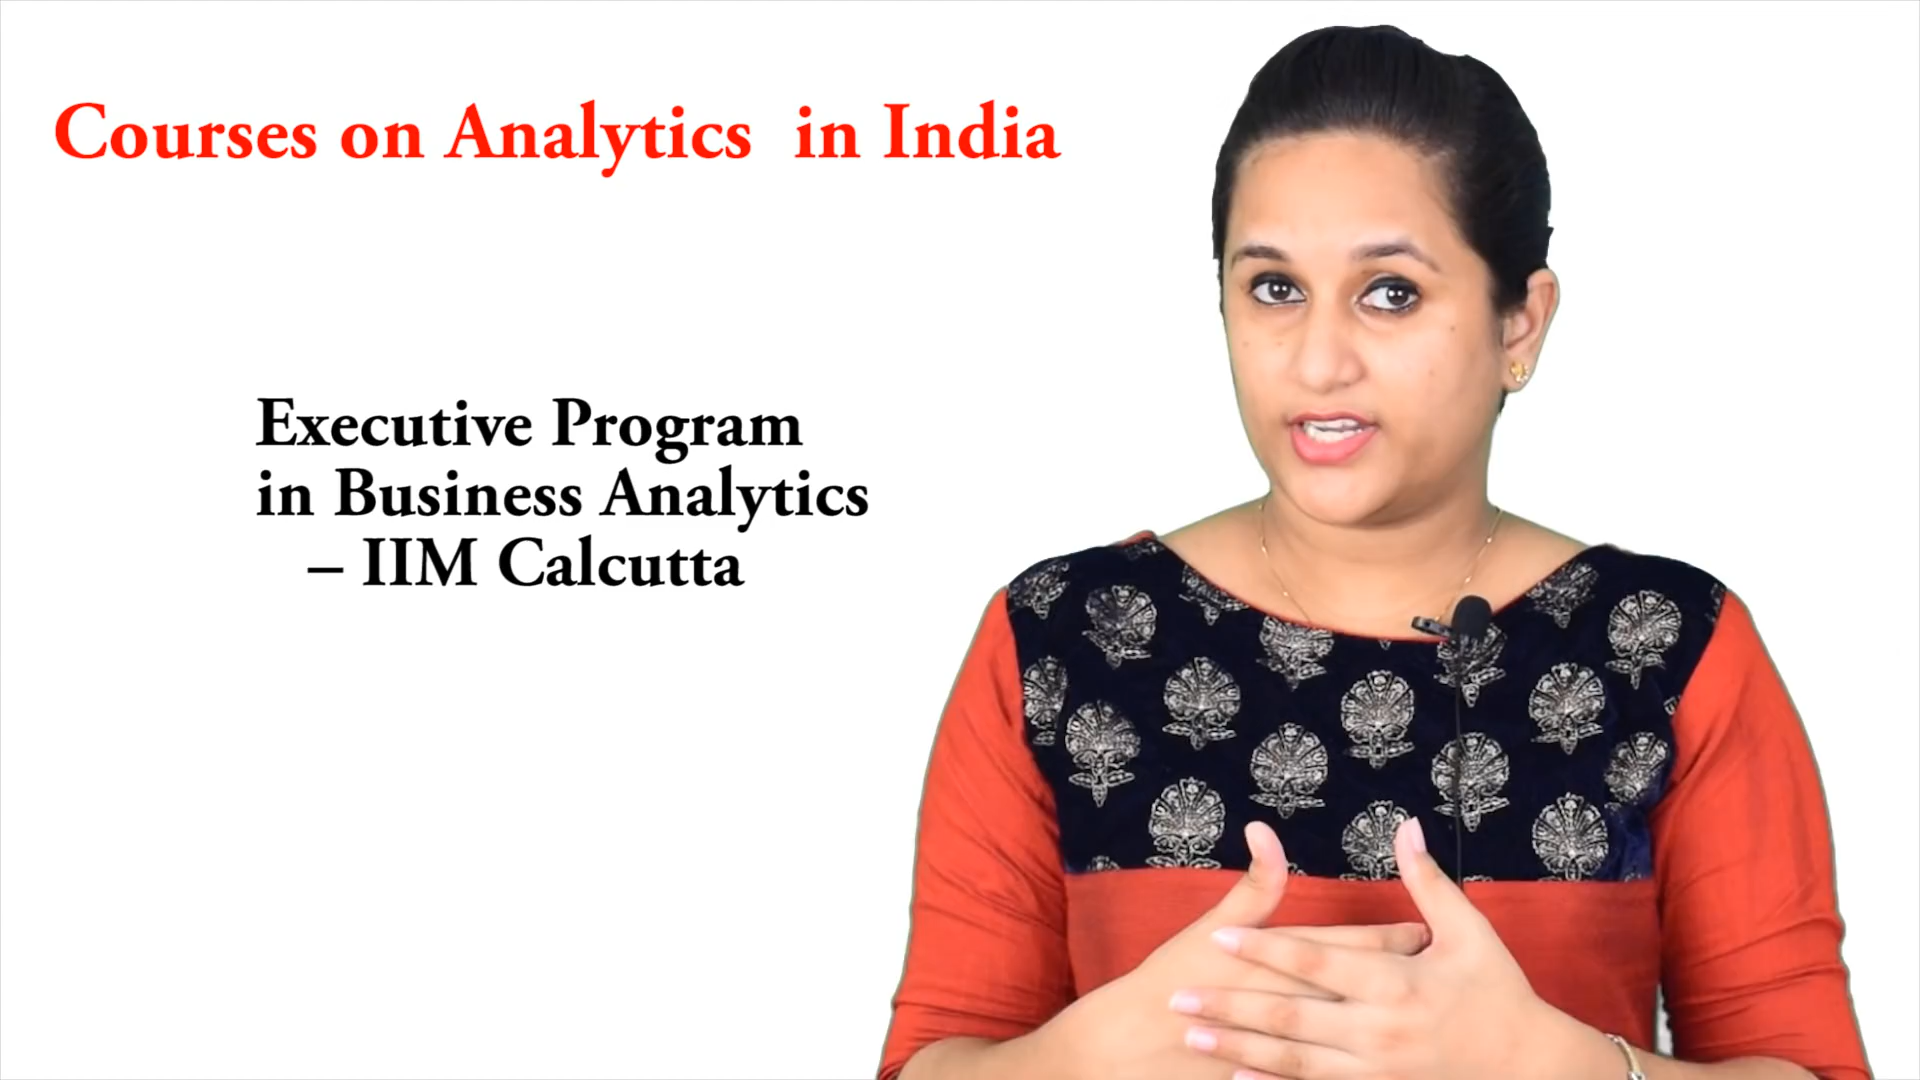 Courses on Analytics in India
Executive Program
in Business Analytics
– IIM Calcutta